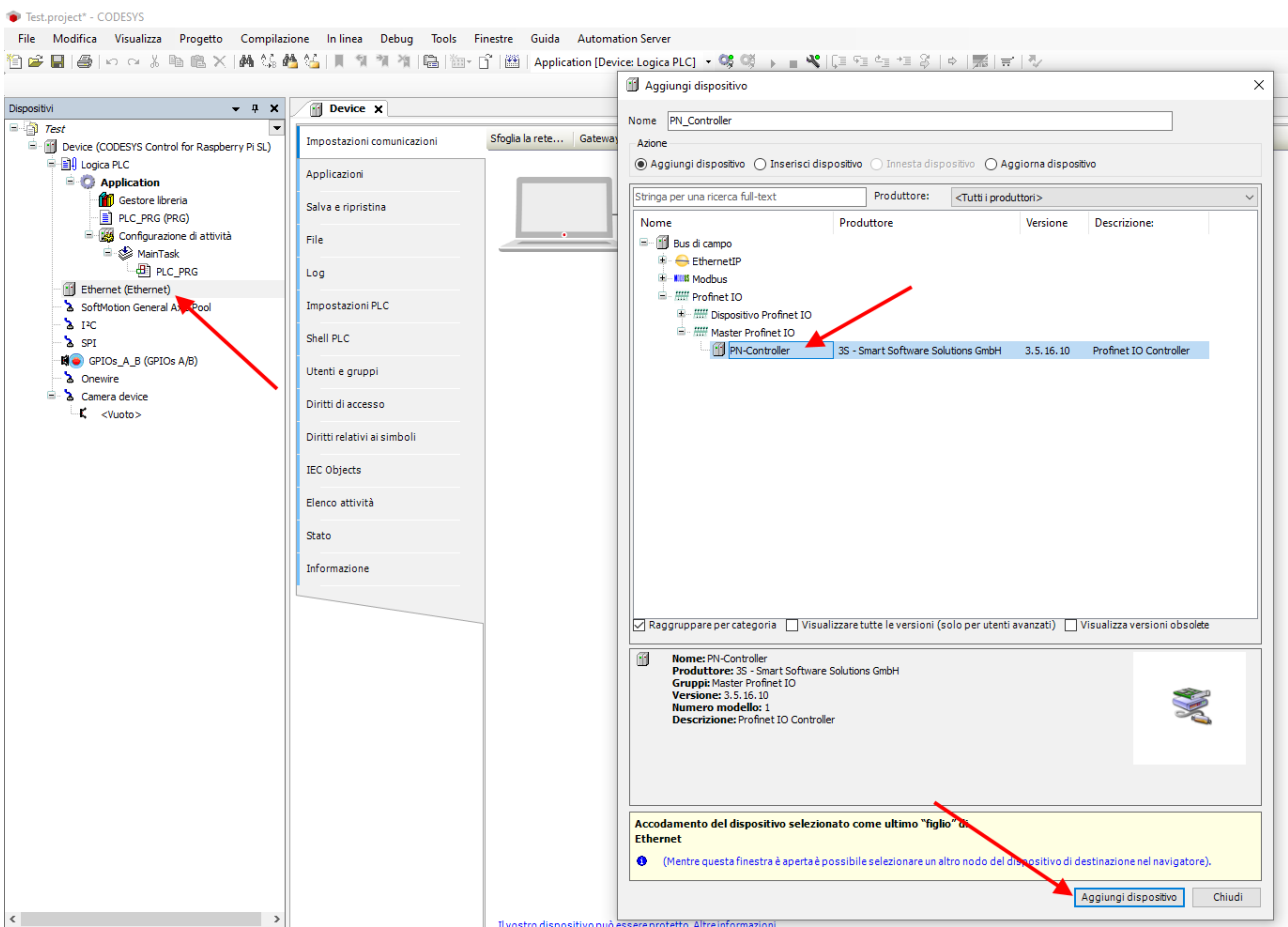 Test.project* - CODESYS
File Modifica Visualizza Progetto Compilazione In linea Debug Tools Finestre Guida Automation Server
Application [Device: Logica PLC]
Dispositivi
Test
Device (CODESYS Control for Raspberry Pi SL)
Logica PLC
Application
Gestore libreria
PLC_PRG (PRG)
Configurazione di attività
MainTask
PLC_PRG
Ethernet (Ethernet)
SoftMotion General Axis Pool
I²C
SPI
GPIOs_A_B (GPIOs A/B)
Onewire
Camera device
<Vuoto>
Device
Impostazioni comunicazioni
Applicazioni
Salva e ripristina
File
Log
Impostazioni PLC
Shell PLC
Utenti e gruppi
Diritti di accesso
Diritti relativi ai simboli
IEC Objects
Elenco attività
Stato
Informazione
Sfoglia la rete... Gateway
Il vostro dispositivo può essere protetto. Altre informazioni
Aggiungi dispositivo
Nome PN_Controller
Azione
Aggiungi dispositivo Inserisci dispositivo Innesta dispositivo Aggiorna dispositivo
Stringa per una ricerca full-text Produttore: <Tutti i produttori>
Nome Produttore Versione Descrizione:
Bus di campo
EthernetIP
Modbus
Profinet IO
Dispositivo Profinet IO
Master Profinet IO
PN-Controller 3S - Smart Software Solutions GmbH 3.5.16.10 Profinet IO Controller
Raggruppare per categoria Visualizzare tutte le versioni (solo per utenti avanzati) Visualizza versioni obsolete
Nome: PN-Controller
Produttore: 3S - Smart Software Solutions GmbH
Gruppi: Master Profinet IO
Versione: 3.5.16.10
Numero modello: 1
Descrizione: Profinet IO Controller
Accodamento del dispositivo selezionato come ultimo "figlio" di
Ethernet
(Mentre questa finestra è aperta è possibile selezionare un altro nodo del dispositivo di destinazione nel navigatore).
Aggiungi dispositivo Chiudi